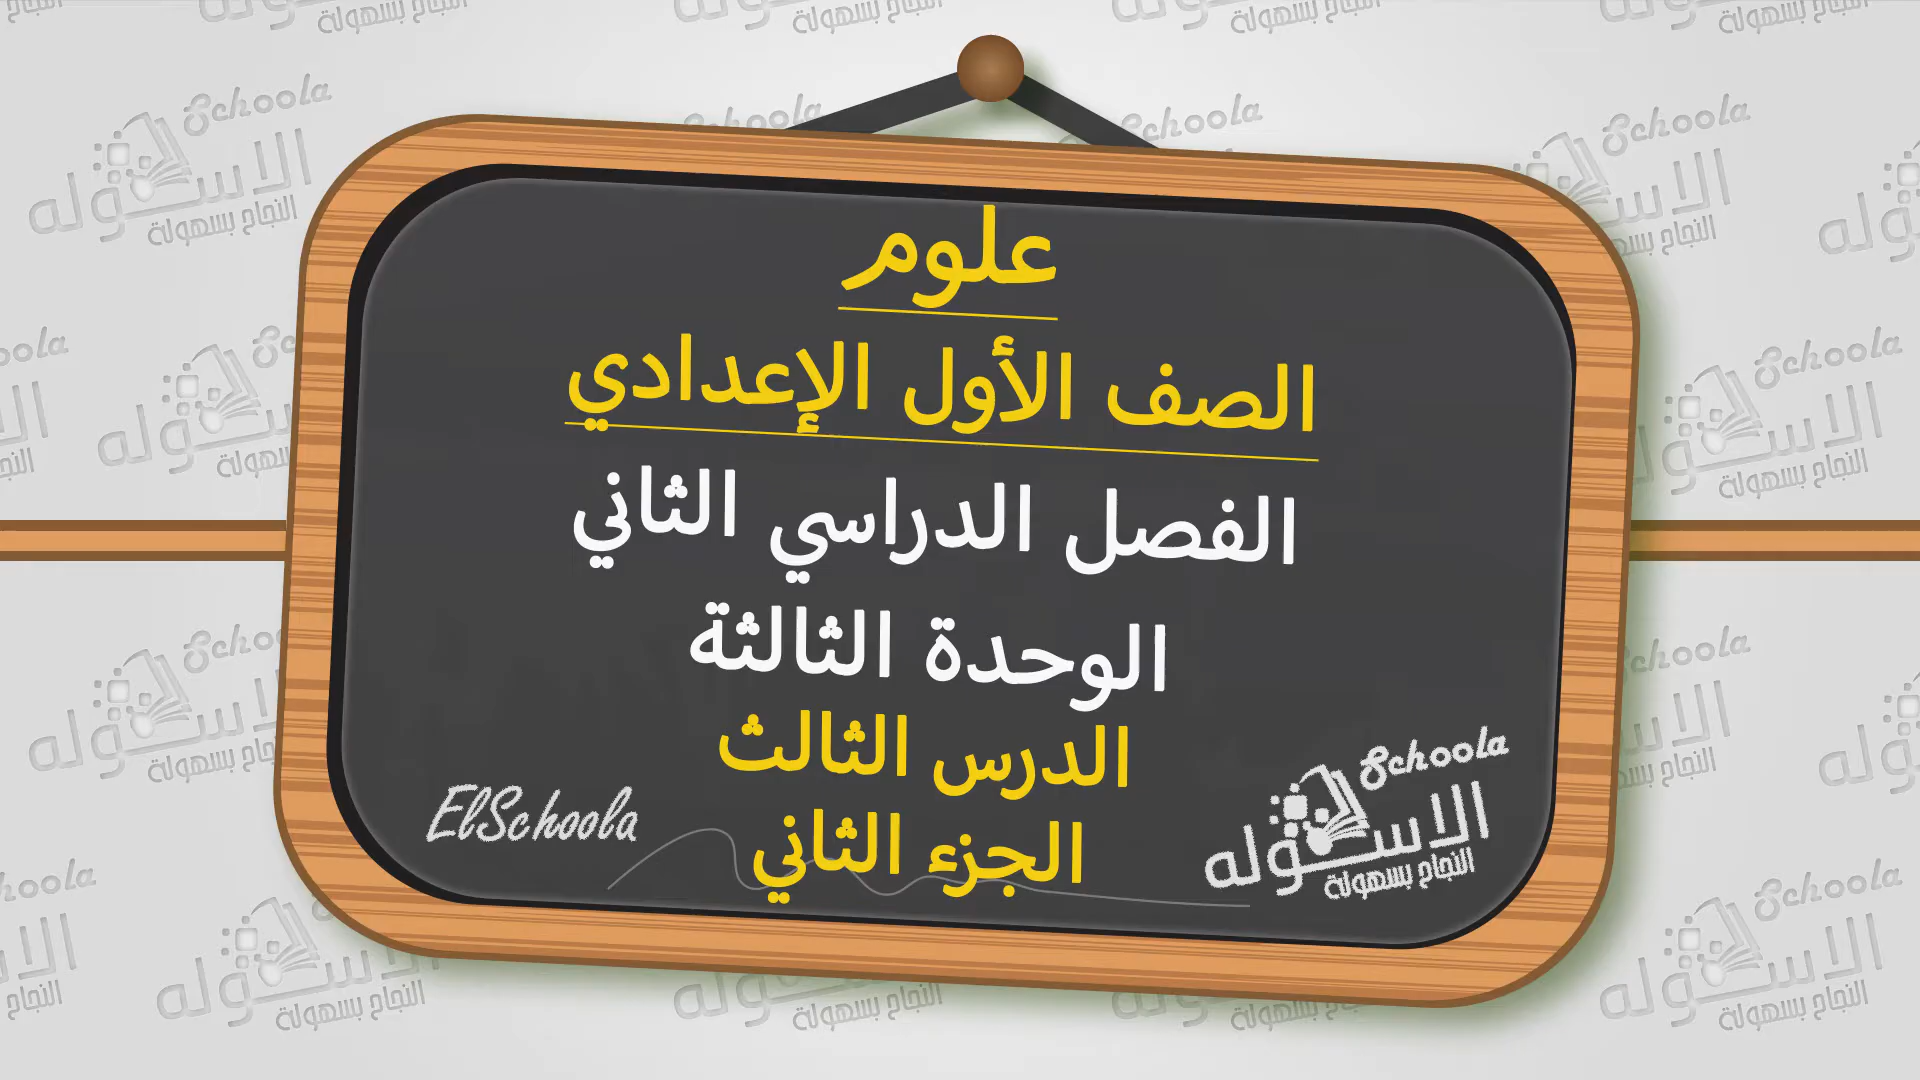 علوم
الصف الأول الإعدادي
الفصل الدراسي الثاني
الوحدة الثالثة
الدرس الثالث
الجزء الثاني
ElSchoola
Schoola
الاسكوله
النجاح بسهولة